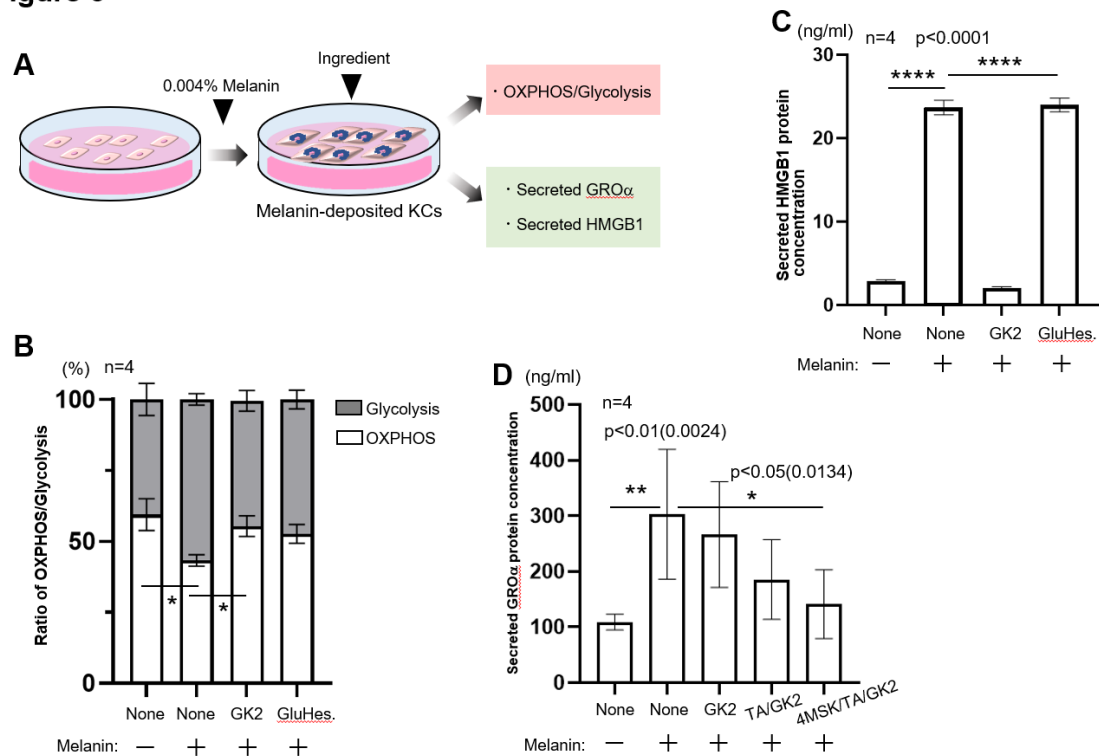 A
0.004% Melanin
Ingredient
Melanin-deposited KCs
・OXPHOS/Glycolysis
・Secreted GROα
・Secreted HMGB1
B
(%)
n=4
Ratio of OXPHOS/Glycolysis
100
50
0
Glycolysis
OXPHOS
*
*
None
None
GK2
GluHes.
Melanin:
—
+
+
+
C
(ng/ml)
n=4
p<0.0001
Secreted HMGB1 protein
concentration
30
20
10
0
****
****
None
None
GK2
GluHes.
Melanin:
—
+
+
+
D
(ng/ml)
n=4
p<0.01(0.0024)
p<0.05(0.0134)
Secreted GROα protein concentration
500
400
300
200
100
0
**
*
None
None
GK2
TA/GK2
4MSK/TA/GK2
Melanin:
—
+
+
+
+